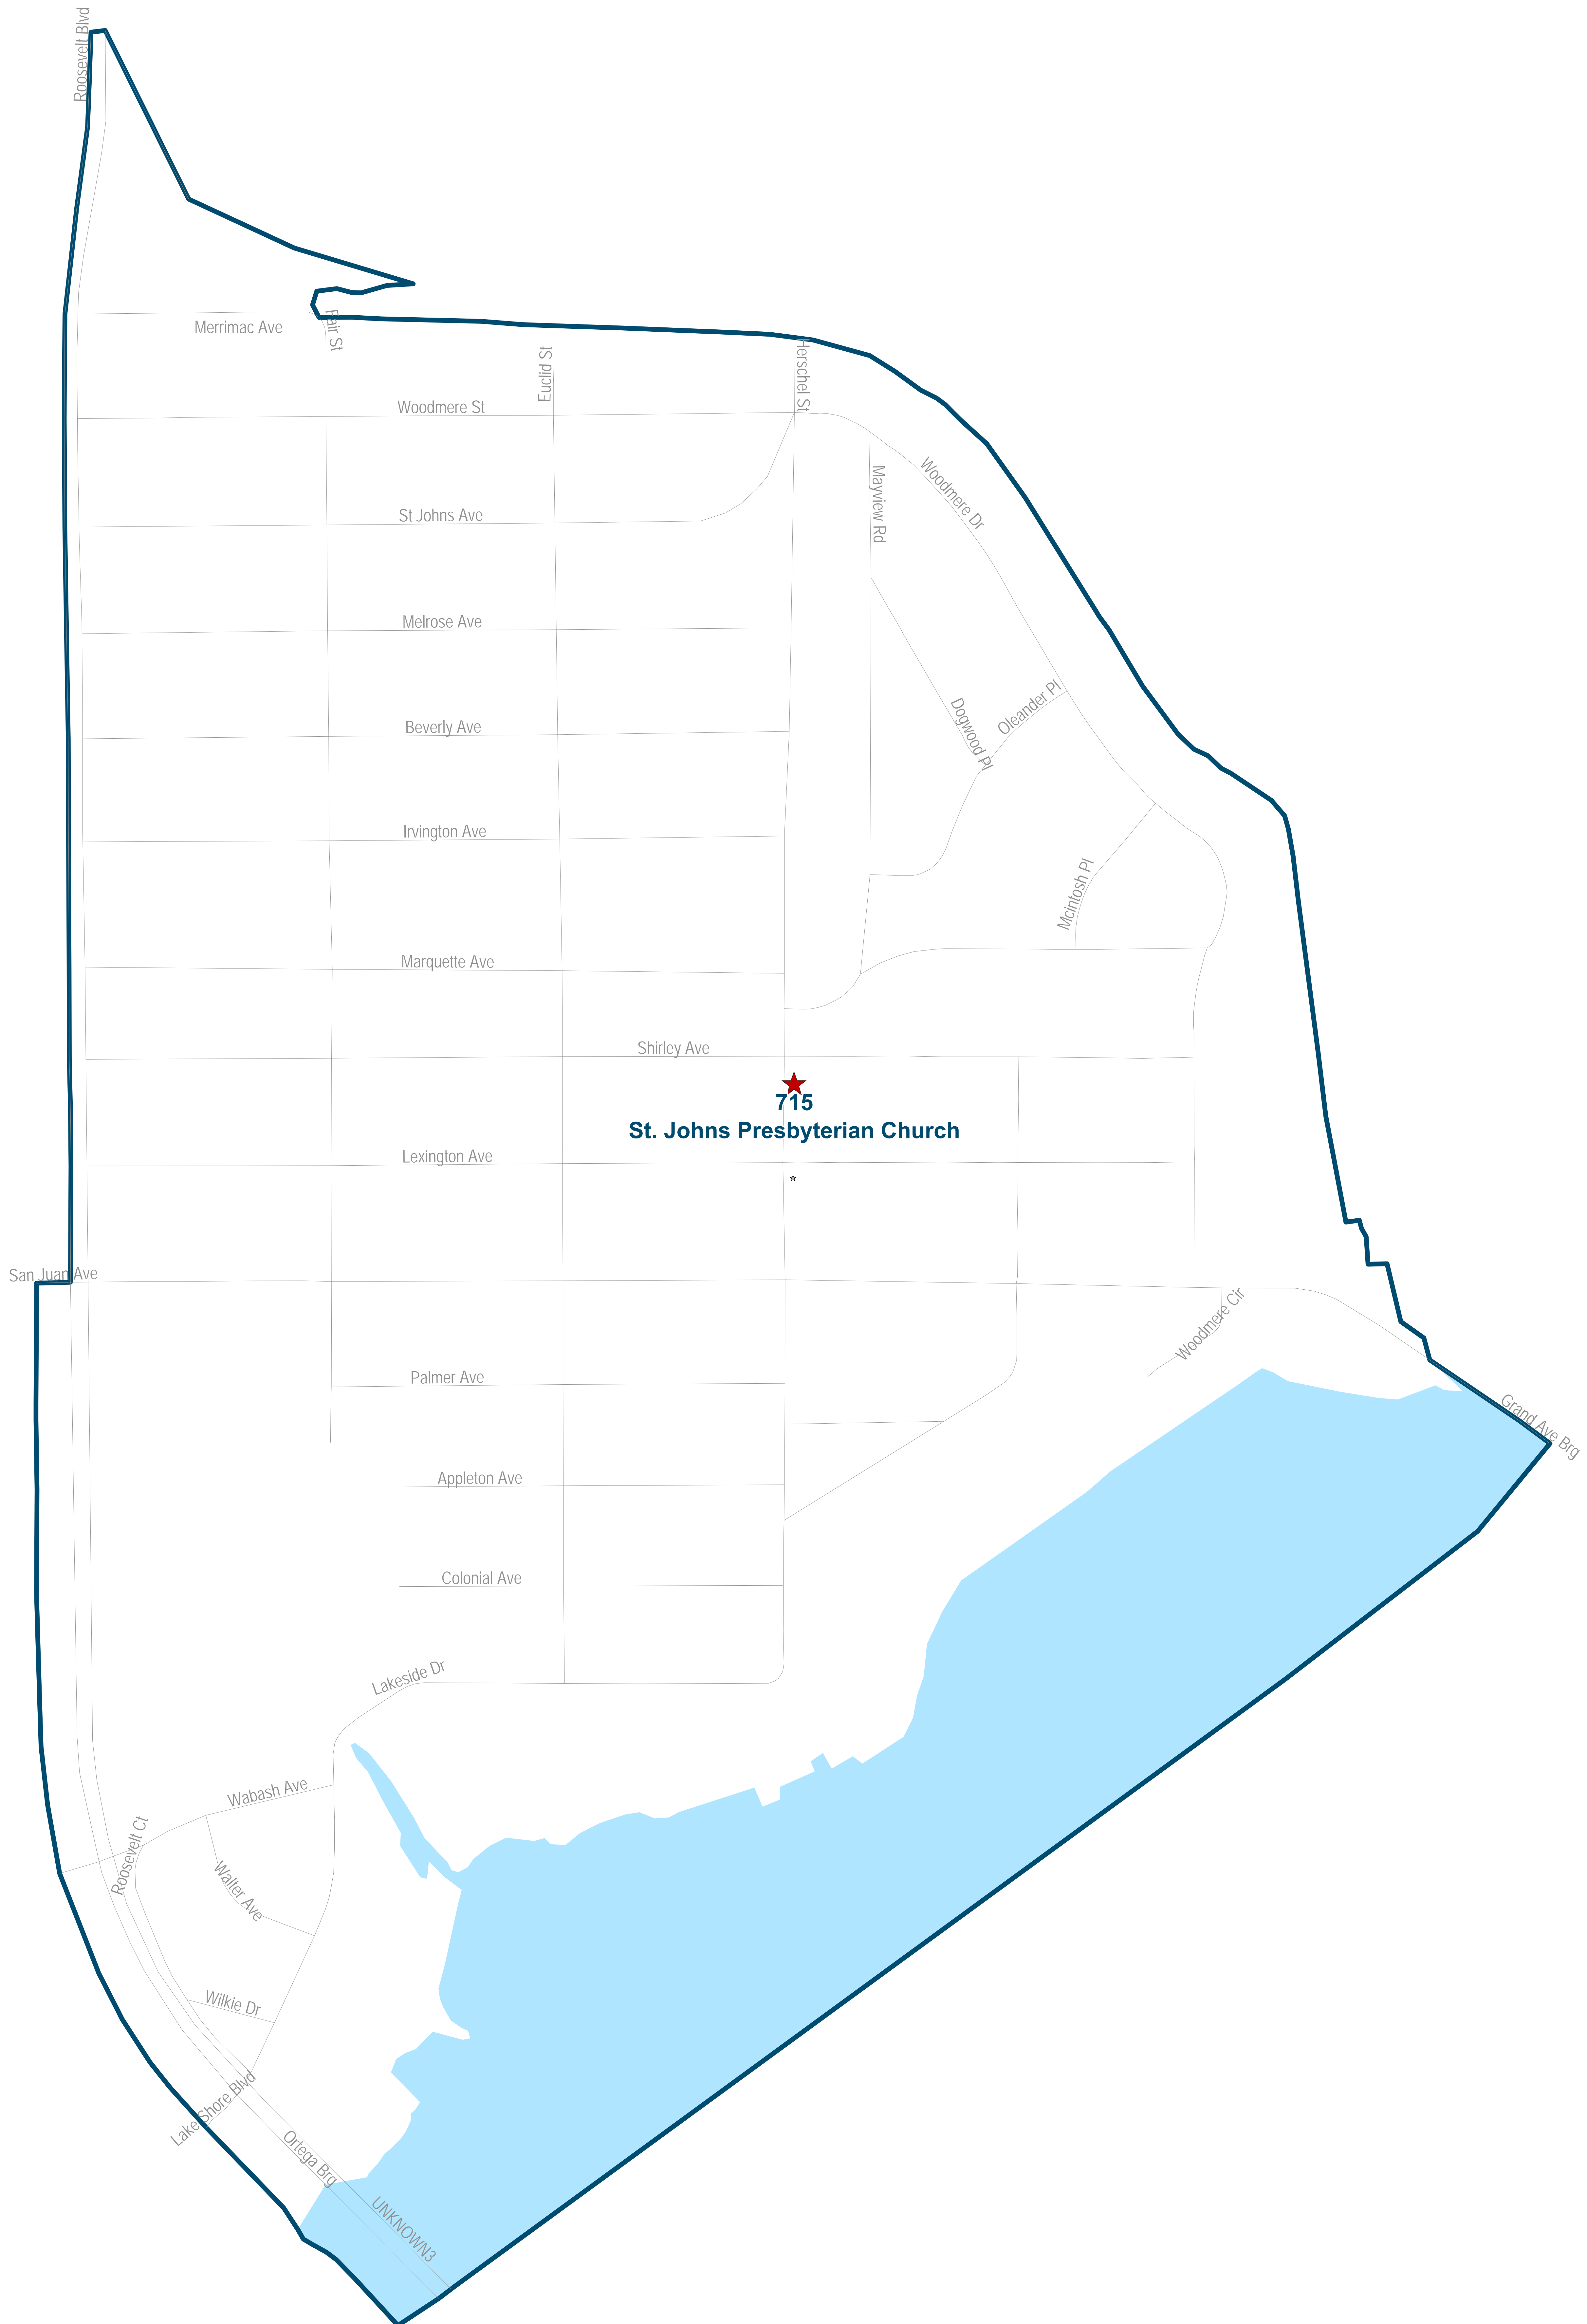 Roosevelt Blvd
Merrimac Ave
Fair St
Euclid St
Herschel St
Woodmere St
Mayview Rd
Woodmere Dr
St Johns Ave
Melrose Ave
Dogwood Pl
Oleander Pl
Beverly Ave
Irvington Ave
Mcintosh Pl
Marquette Ave
Shirley Ave
715
St. Johns Presbyterian Church
Lexington Ave
San Juan Ave
Woodmere Cir
Palmer Ave
Grand Ave Brg
Appleton Ave
Colonial Ave
Lakeside Dr
Wabash Ave
Roosevelt Ct
Walter Ave
Wilkie Dr
Lake Shore Blvd
Ortega Brg
UNKNOWN3